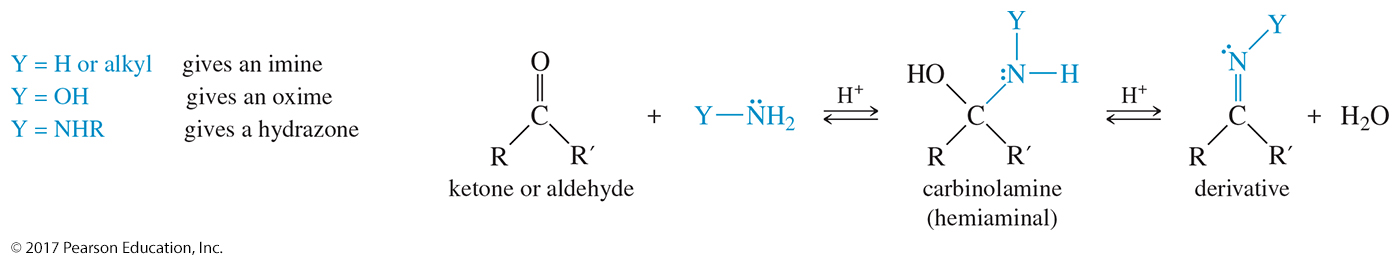 Y = H or alkyl gives an imine
Y = OH gives an oxime
Y = NHR gives a hydrazone
O
C
R R′
ketone or aldehyde
+
Y—N̈H₂
H⁺
Y
HO :N—H
C
R R′
carbinolamine
(hemiaminal)
H⁺
Y
N̈
C
R R′
derivative
+ H₂O
© 2017 Pearson Education, Inc.